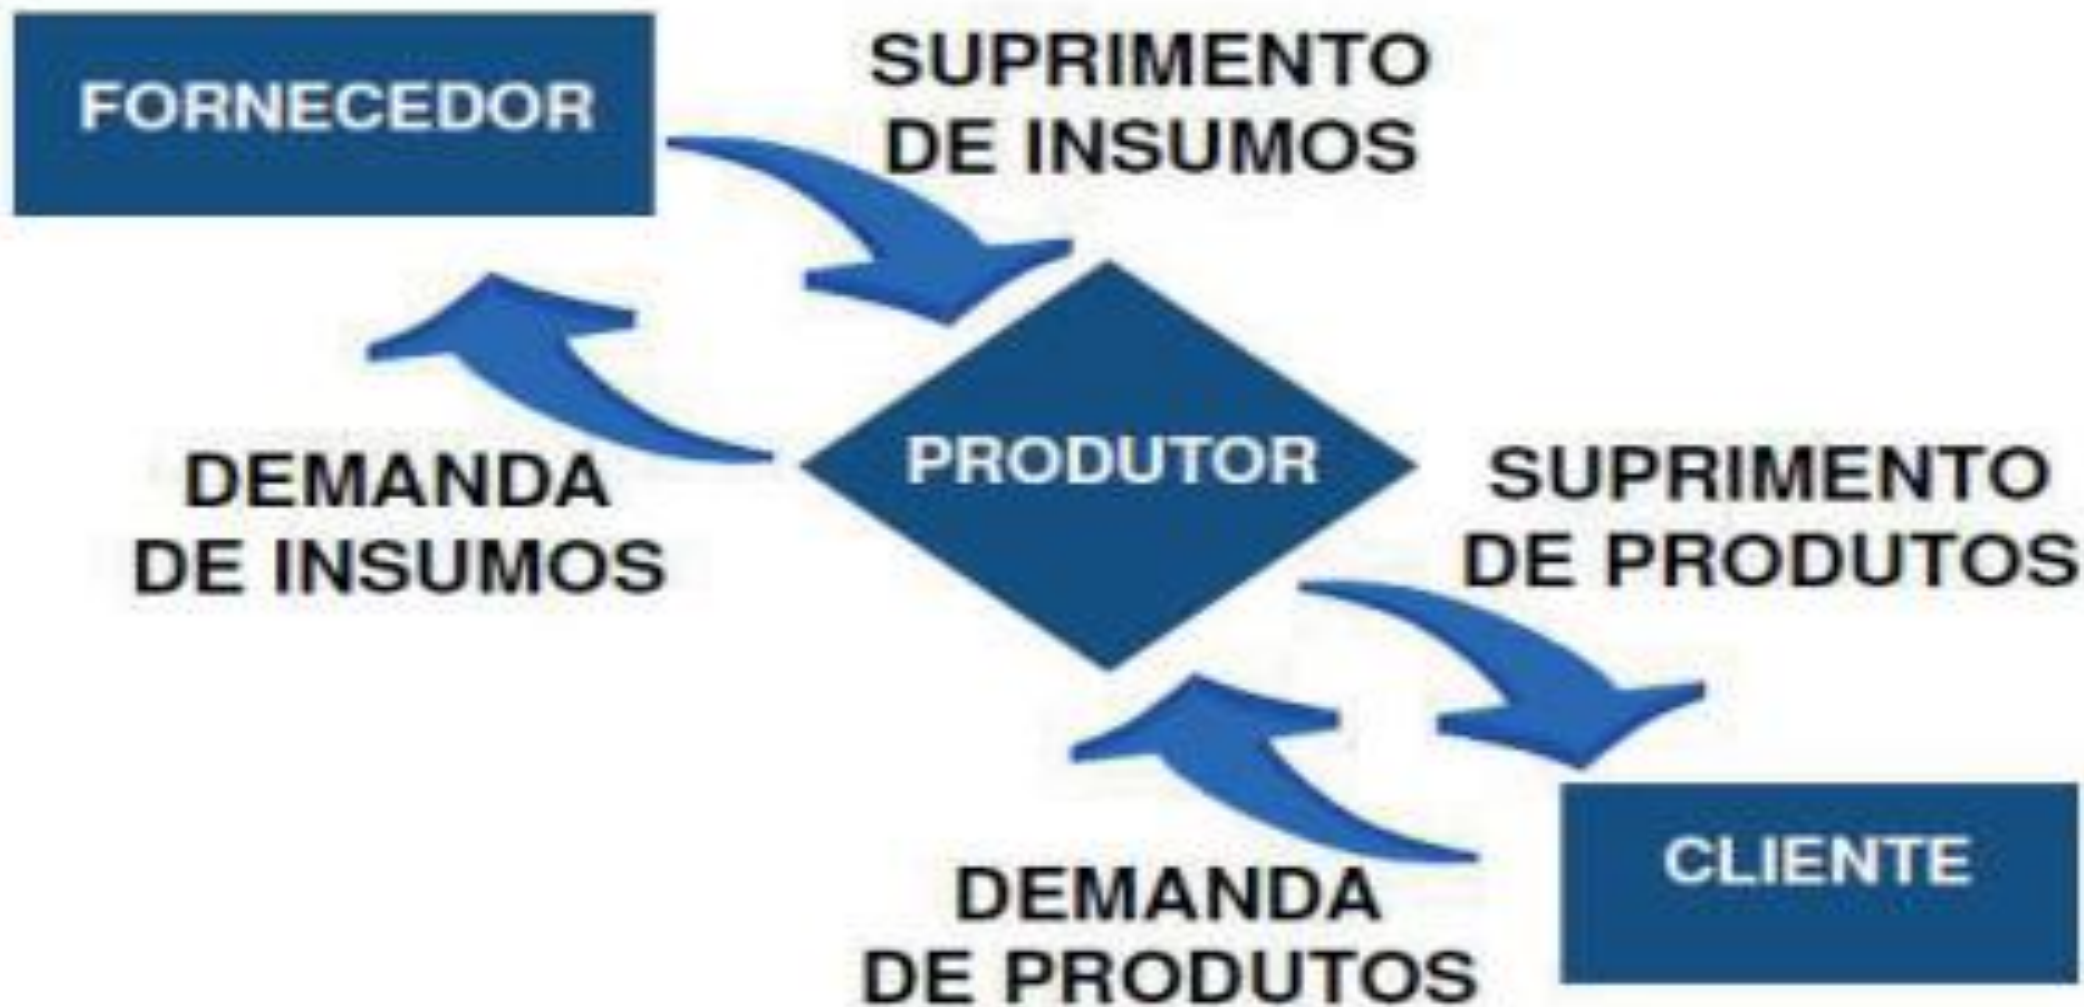 FORNECEDOR
SUPRIMENTO
DE INSUMOS
DEMANDA
DE INSUMOS
PRODUTOR
SUPRIMENTO
DE PRODUTOS
DEMANDA
DE PRODUTOS
CLIENTE